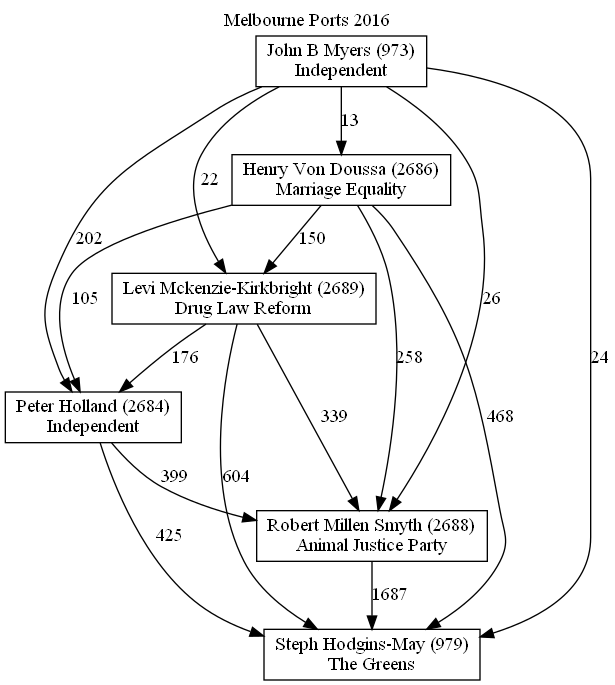 Melbourne Ports 2016
John B Myers (973)
Independent
13
Henry Von Doussa (2686)
Marriage Equality
22
202
150
105
26
Levi Mckenzie-Kirkbright (2689)
Drug Law Reform
176
258
24
Peter Holland (2684)
Independent
339
468
399
604
425
Robert Millen Smyth (2688)
Animal Justice Party
1687
Steph Hodgins-May (979)
The Greens